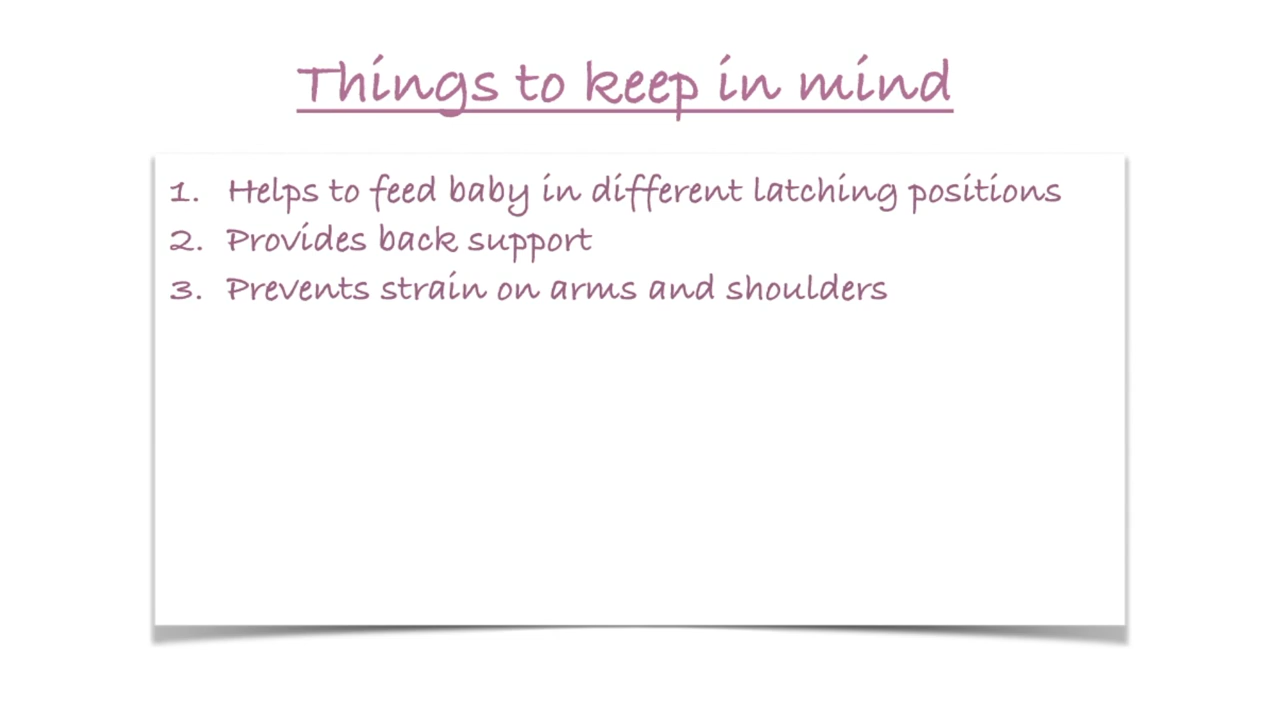 Things to keep in mind
1. Helps to feed baby in different latching positions
2. Provides back support
3. Prevents strain on arms and shoulders